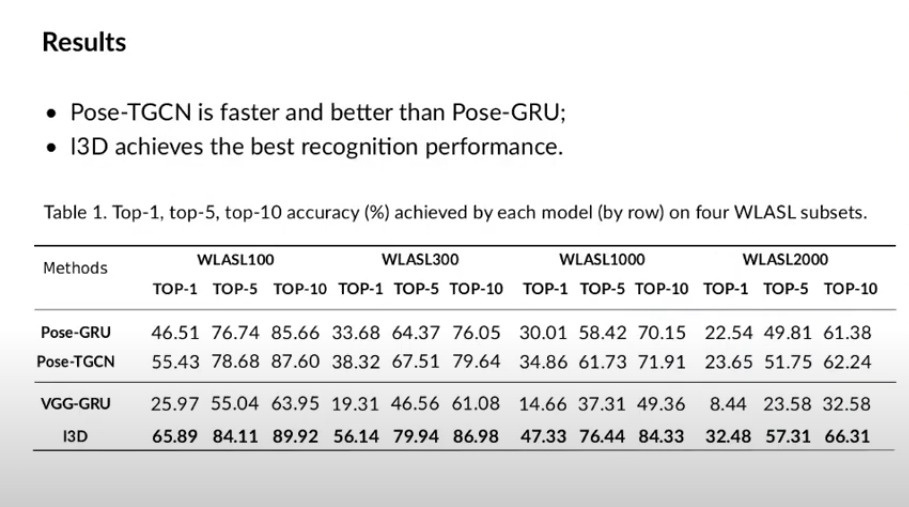 Results
• Pose-TGCN is faster and better than Pose-GRU;
• I3D achieves the best recognition performance.
Table 1. Top-1, top-5, top-10 accuracy (%) achieved by each model (by row) on four WLASL subsets.
Methods WLASL100 WLASL300 WLASL1000 WLASL2000
TOP-1 TOP-5 TOP-10 TOP-1 TOP-5 TOP-10 TOP-1 TOP-5 TOP-10 TOP-1 TOP-5 TOP-10
Pose-GRU 46.51 76.74 85.66 33.68 64.37 76.05 30.01 58.42 70.15 22.54 49.81 61.38
Pose-TGCN 55.43 78.68 87.60 38.32 67.51 79.64 34.86 61.73 71.91 23.65 51.75 62.24
VGG-GRU 25.97 55.04 63.95 19.31 46.56 61.08 14.66 37.31 49.36 8.44 23.58 32.58
I3D 65.89 84.11 89.92 56.14 79.94 86.98 47.33 76.44 84.33 32.48 57.31 66.31